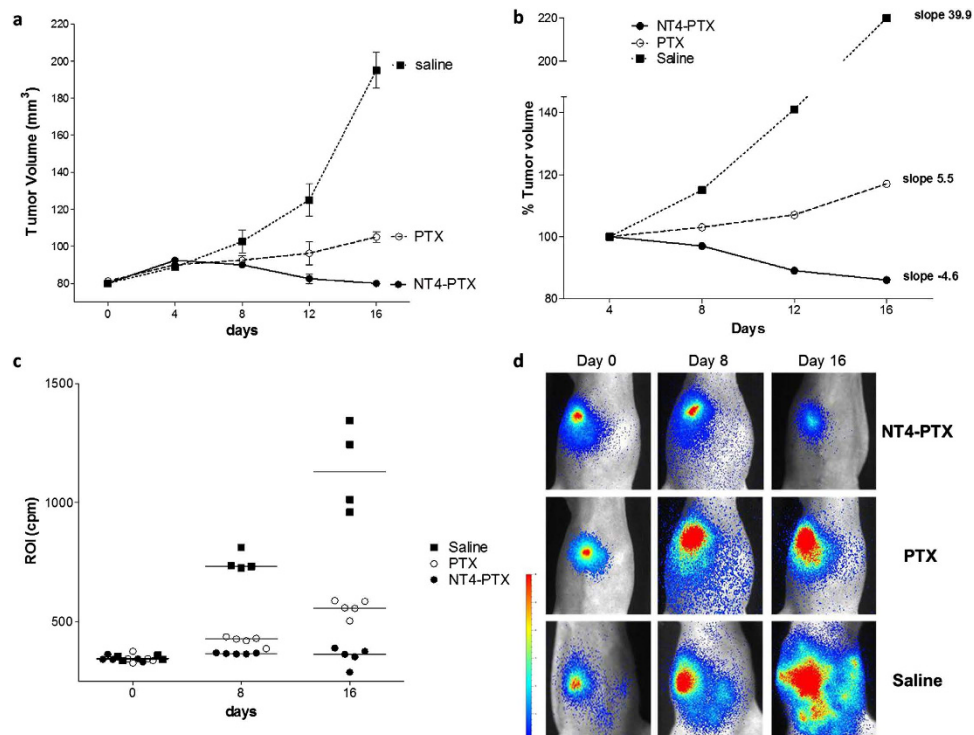 a
220
200
180
160
140
120
100
80
Tumor Volume (mm³)
0
4
8
12
16
days
saline
PTX
NT4-PTX
b
NT4-PTX
PTX
Saline
220
200
140
120
100
80
% Tumor volume
4
8
12
16
Days
slope 39.9
slope 5.5
slope -4.6
c
1500
1000
500
ROI (cpm)
0
8
16
days
Saline
PTX
NT4-PTX
d
Day 0
Day 8
Day 16
NT4-PTX
PTX
Saline